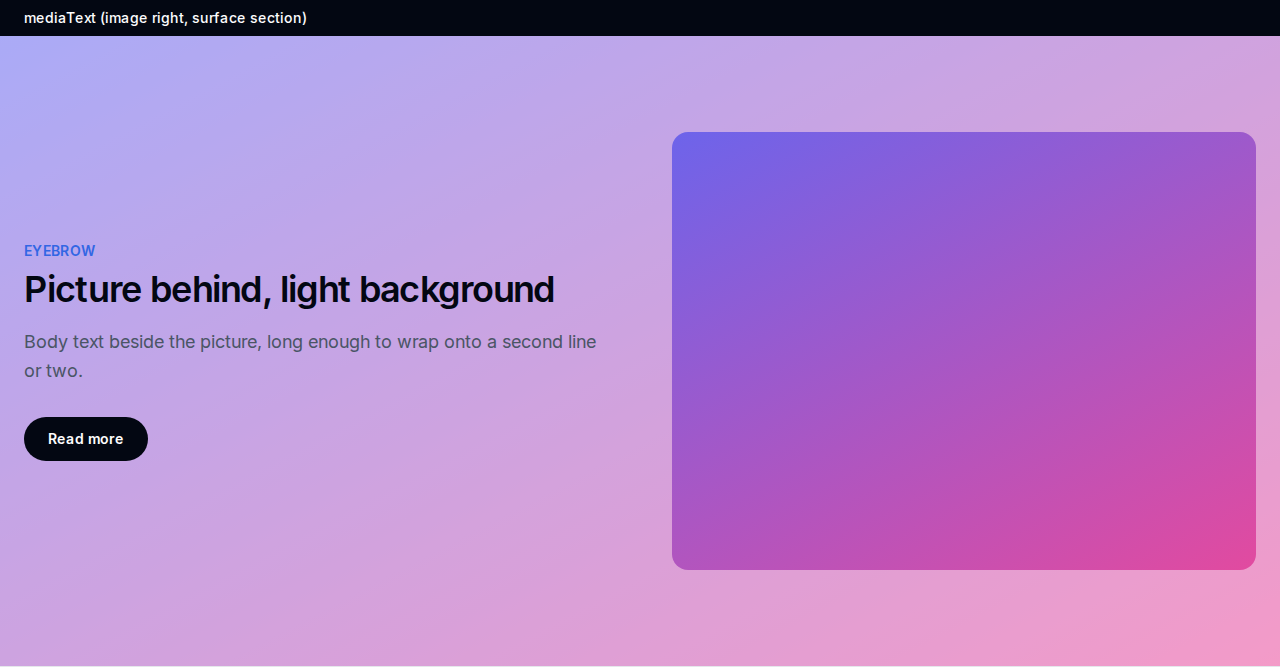 mediaText (image right, surface section)
EYEBROW
Picture behind, light background
Body text beside the picture, long enough to wrap onto a second line
or two.
Read more